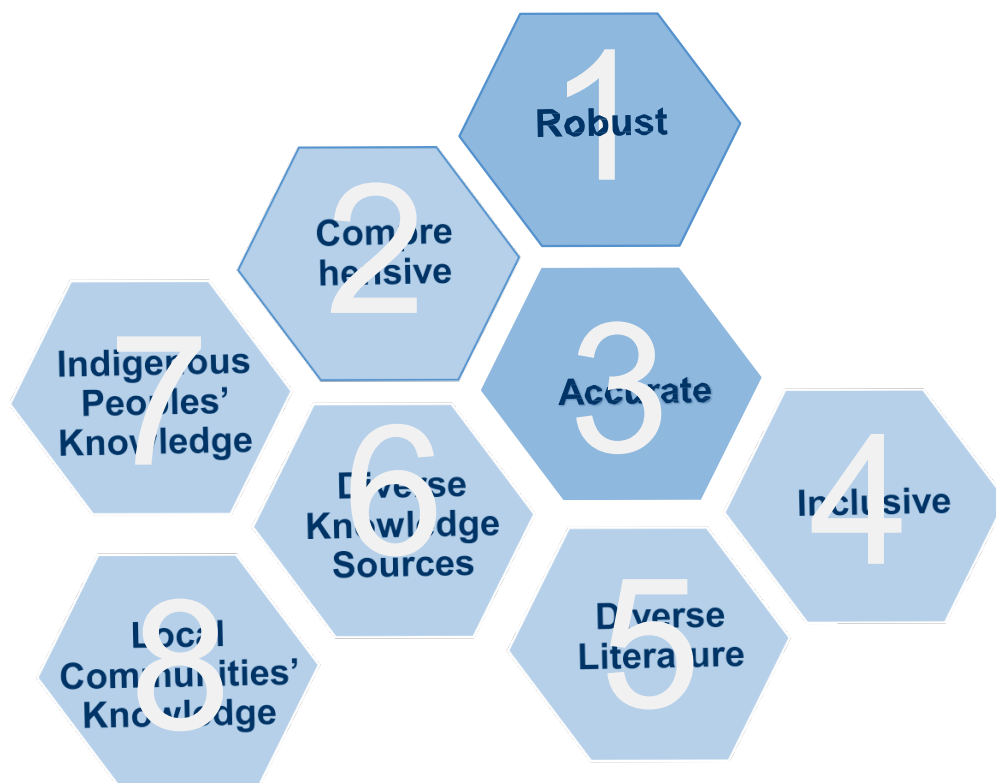 1
Robust
2
Compre
hensive
3
Accurate
4
Inclusive
5
Diverse
Literature
6
Diverse
Knowledge
Sources
7
Indigenous
Peoples’
Knowledge
8
Local
Communities’
Knowledge